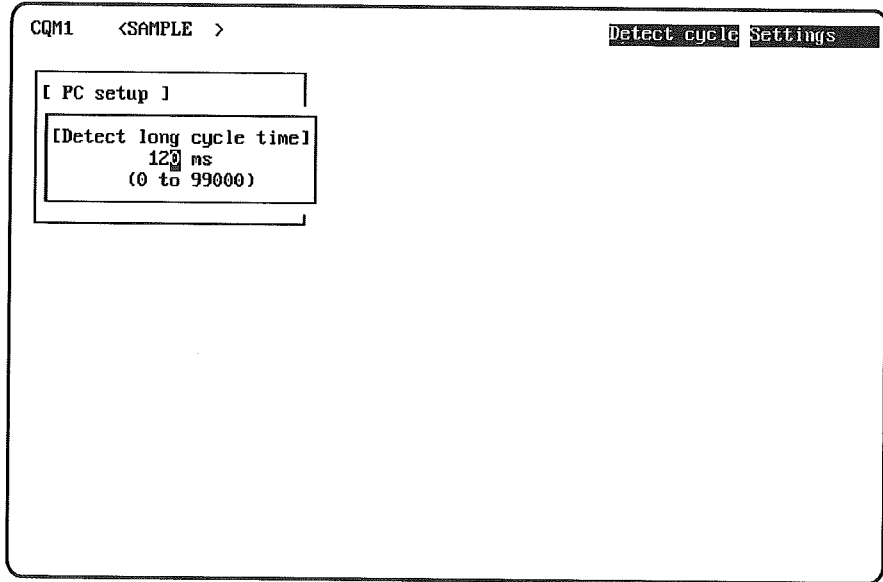 CQM1 <SAMPLE > Detect cycle Settings
[ PC setup ]
[Detect long cycle time]
120 ms
(0 to 99000)